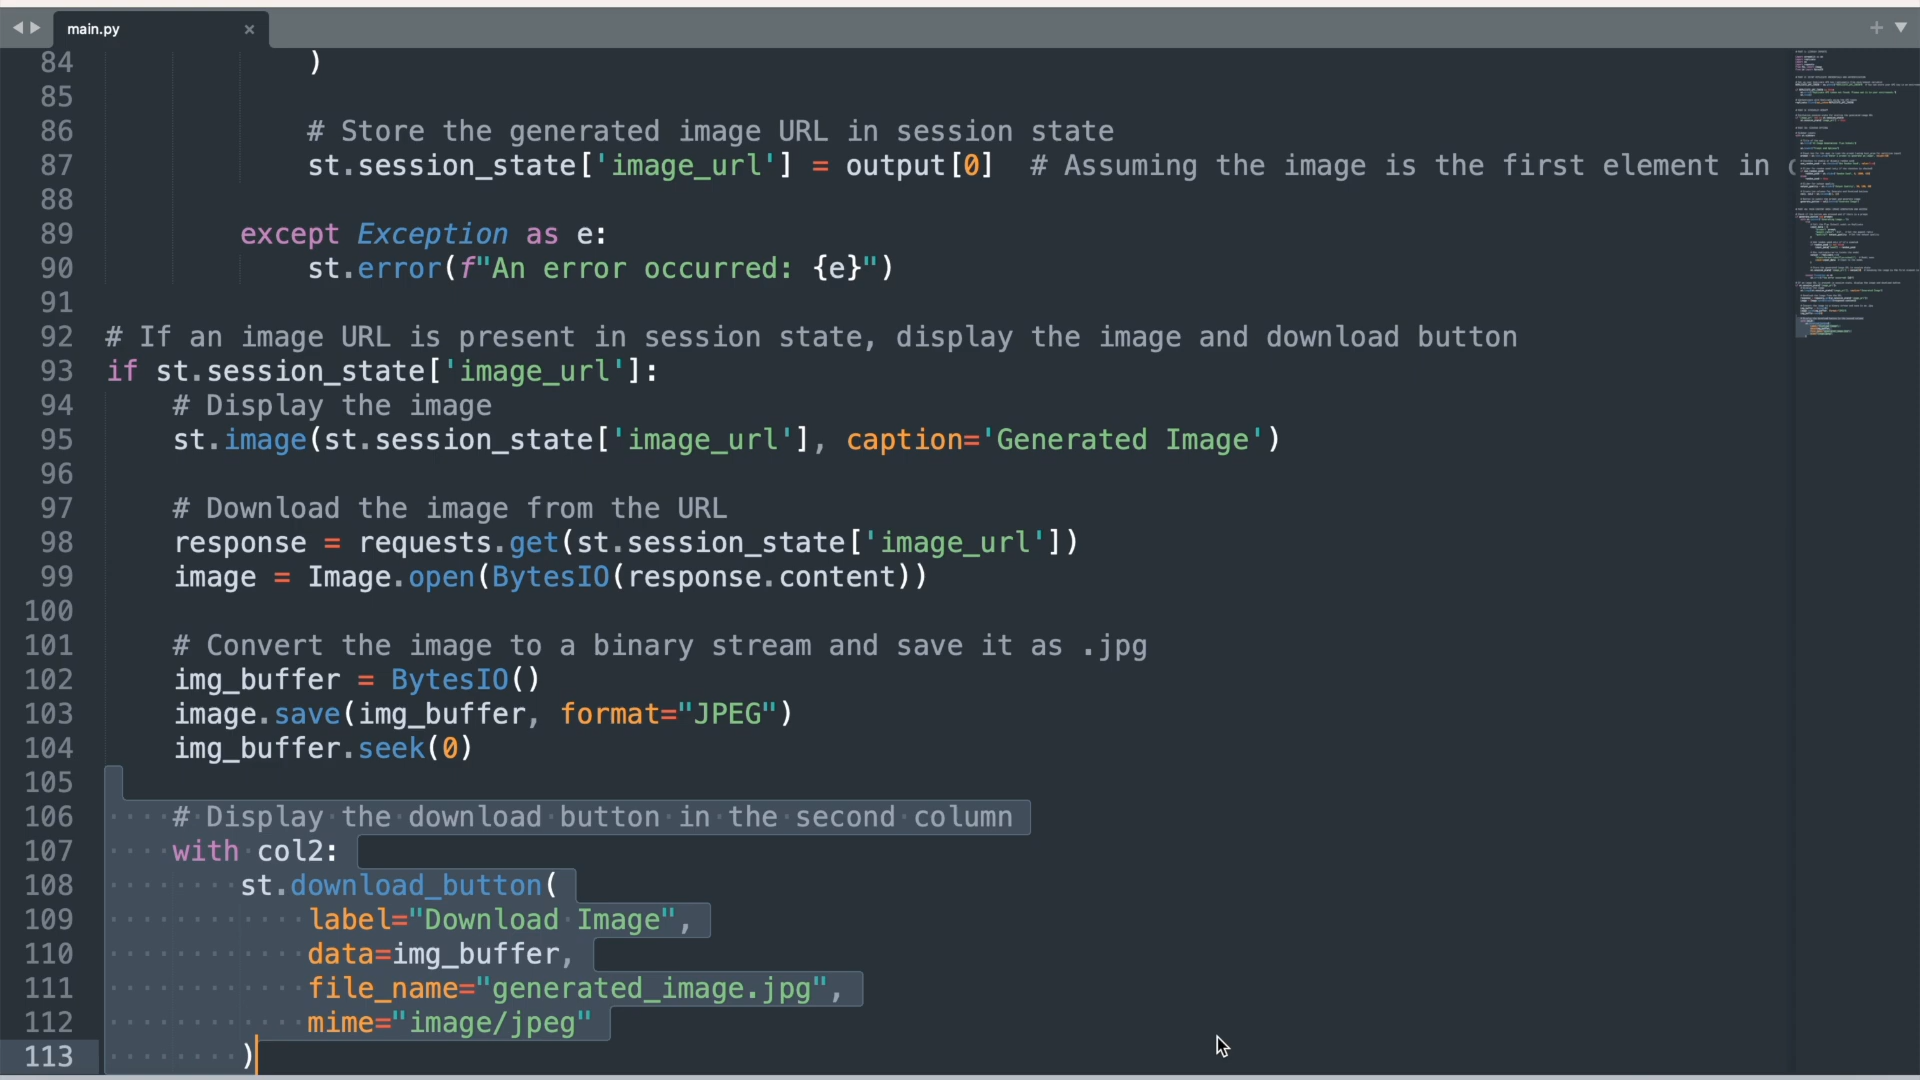 main.py
84 )
85
86 # Store the generated image URL in session state
87 st.session_state['image_url'] = output[0]  # Assuming the image is the first element in
88
89 except Exception as e:
90 st.error(f"An error occurred: {e}")
91
92 # If an image URL is present in session state, display the image and download button
93 if st.session_state['image_url']:
94 # Display the image
95 st.image(st.session_state['image_url'], caption='Generated Image')
96
97 # Download the image from the URL
98 response = requests.get(st.session_state['image_url'])
99 image = Image.open(BytesIO(response.content))
100
101 # Convert the image to a binary stream and save it as .jpg
102 img_buffer = BytesIO()
103 image.save(img_buffer, format="JPEG")
104 img_buffer.seek(0)
105
106 # Display the download button in the second column
107 with col2:
108 st.download_button(
109 label="Download Image",
110 data=img_buffer,
111 file_name="generated_image.jpg",
112 mime="image/jpeg"
113 )